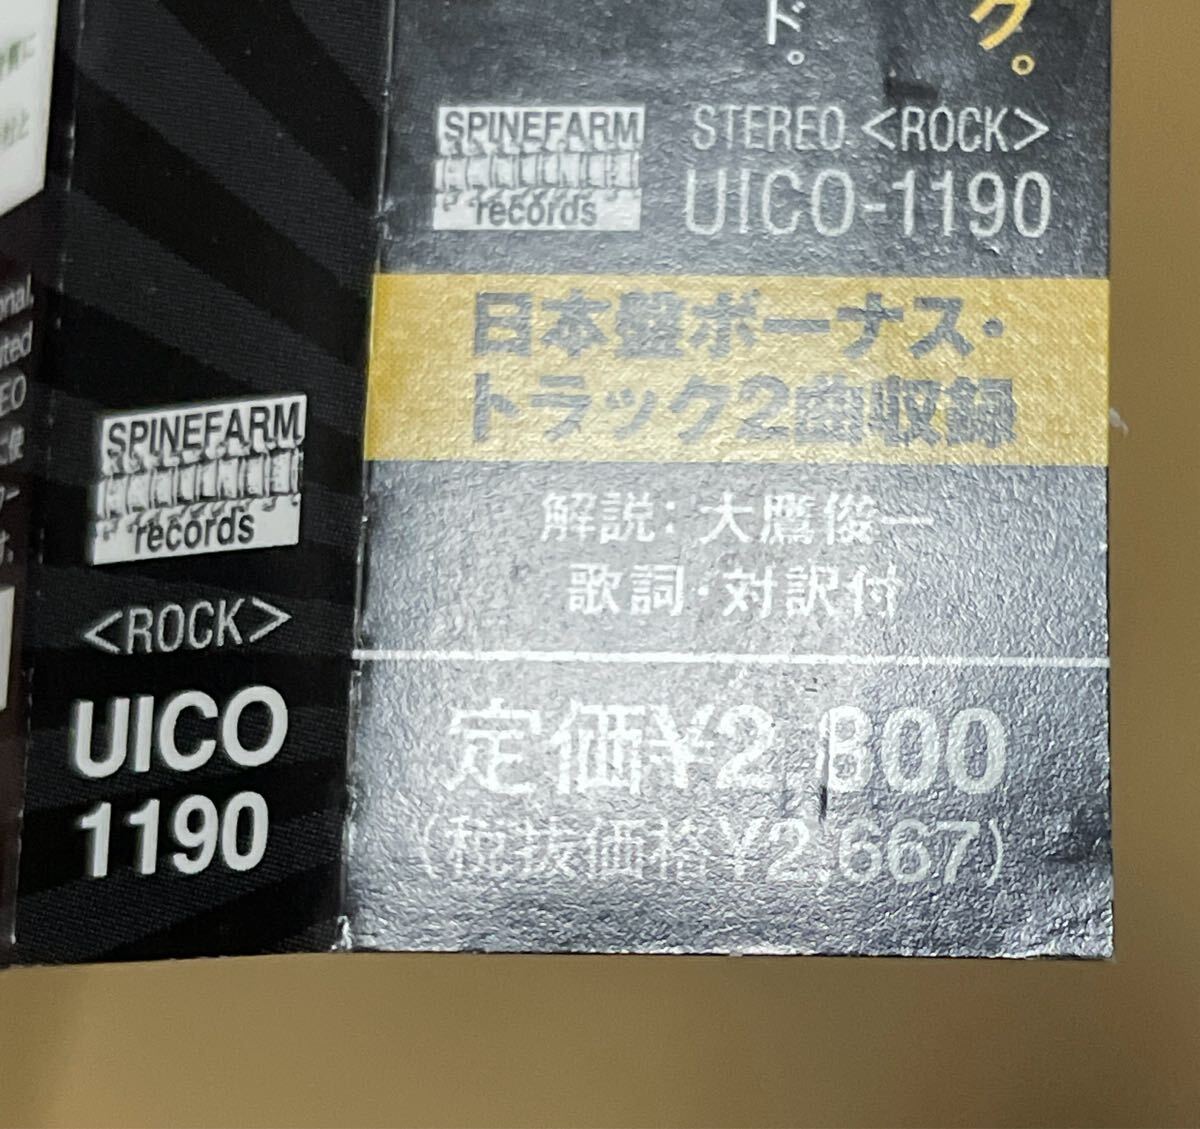 ク。
ド。
SPINEFARM
records
STEREO <ROCK>
UICO-1190
日本盤ボーナス・
トラック2曲収録
解説: 大鷹俊一
歌詞・対訳付
定価¥2,800
(税抜価格¥2,667)
SPINEFARM
records
<ROCK>
UICO
1190